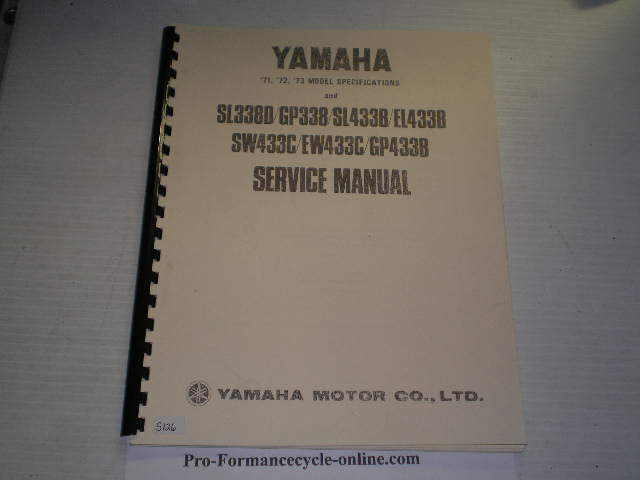 YAMAHA
'71, '72, '73 MODEL SPECIFICATIONS
and
SL338D/GP338/SL433B/EL433B
SW433C/EW433C/GP433B
SERVICE MANUAL
YAMAHA MOTOR CO., LTD.
S126
Pro-Formancecycle-online.com